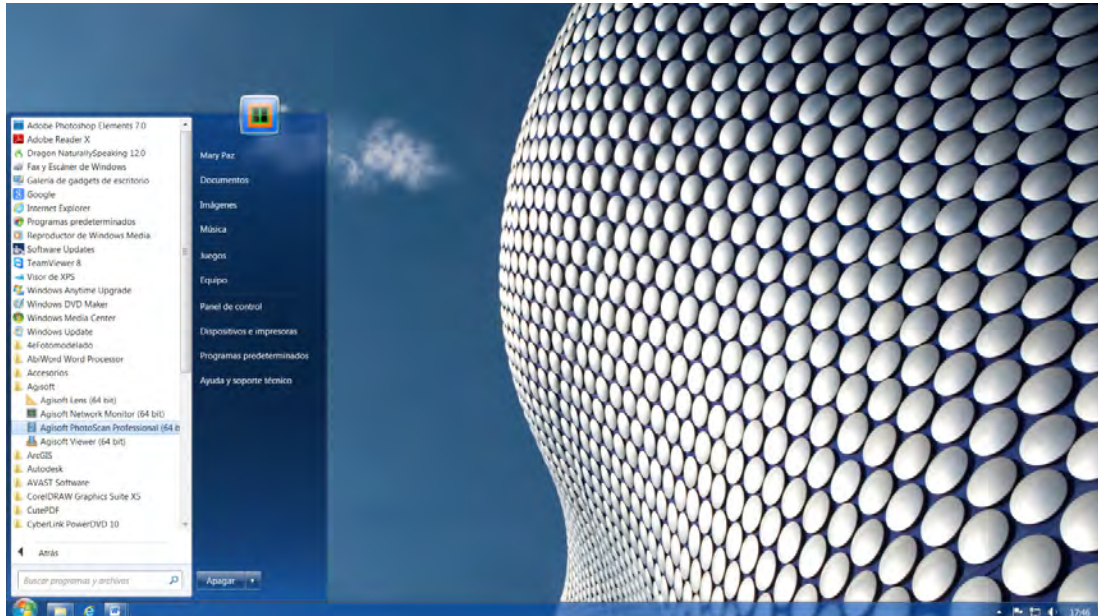 Adobe Photoshop Elements 7.0
Adobe Reader X
Dragon NaturallySpeaking 12.0
Fax y Escáner de Windows
Galería de gadgets de escritorio
Google
Internet Explorer
Programas predeterminados
Reproductor de Windows Media
Software Updates
TeamViewer 8
Visor de XPS
Windows Anytime Upgrade
Windows DVD Maker
Windows Media Center
Windows Update
4eFotomodelado
AbiWord Word Processor
Accesorios
Agisoft
Agisoft Lens (64 bit)
Agisoft Network Monitor (64 bit)
Agisoft PhotoScan Professional (64 b
Agisoft Viewer (64 bit)
ArcGIS
Autodesk
AVAST Software
CorelDRAW Graphics Suite X5
CutePDF
CyberLink PowerDVD 10
Atrás
Buscar programas y archivos
Mary Paz
Documentos
Imágenes
Música
Juegos
Equipo
Panel de control
Dispositivos e impresoras
Programas predeterminados
Ayuda y soporte técnico
Apagar
17:46